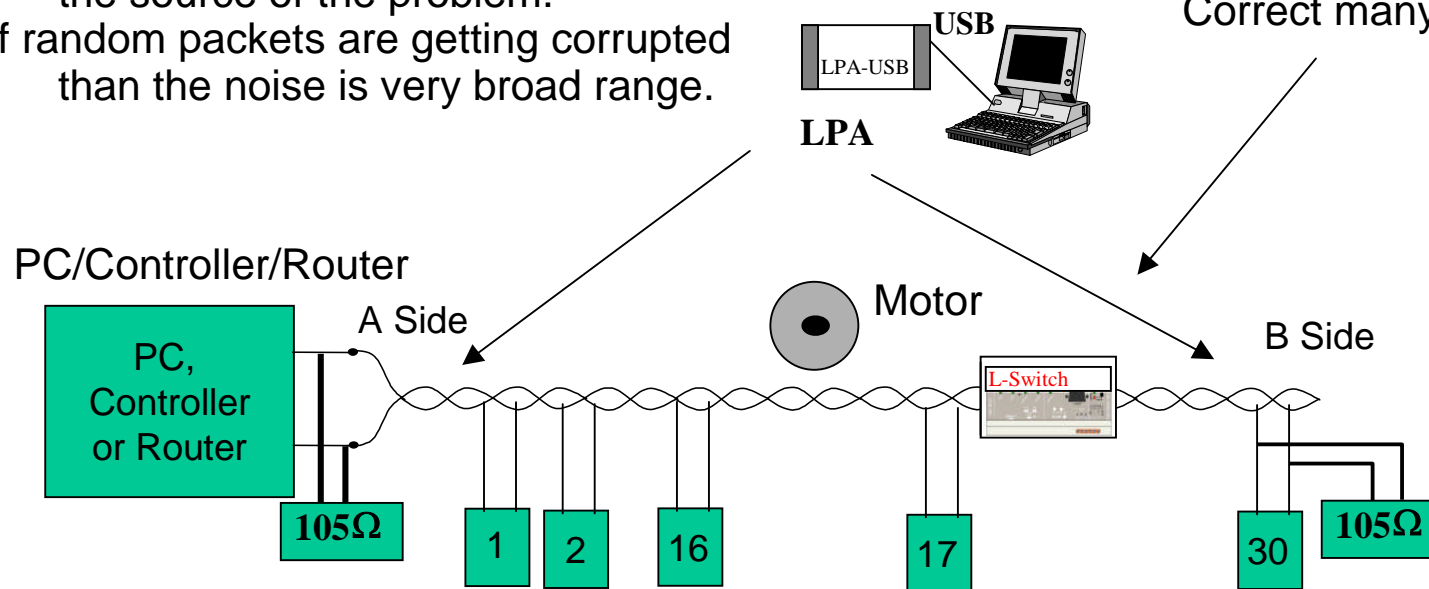 the source of the problem.
f random packets are getting corrupted
than the noise is very broad range.
USB
LPA-USB
LPA
Correct many
PC/Controller/Router
A Side
Motor
B Side
PC,
Controller
or Router
L-Switch
105Ω
1
2
16
17
30
105Ω